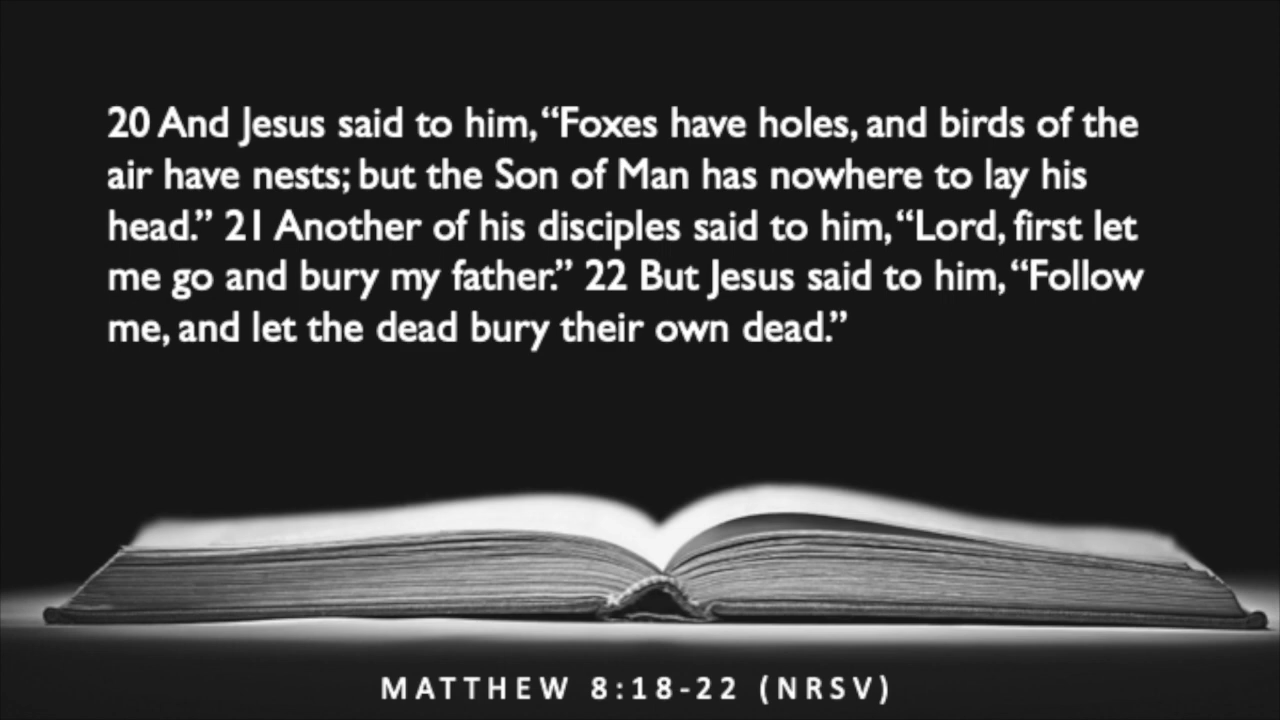 20 And Jesus said to him, “Foxes have holes, and birds of the
air have nests; but the Son of Man has nowhere to lay his
head.” 21 Another of his disciples said to him, “Lord, first let
me go and bury my father.” 22 But Jesus said to him, “Follow
me, and let the dead bury their own dead.”
MATTHEW 8:18-22 (NRSV)